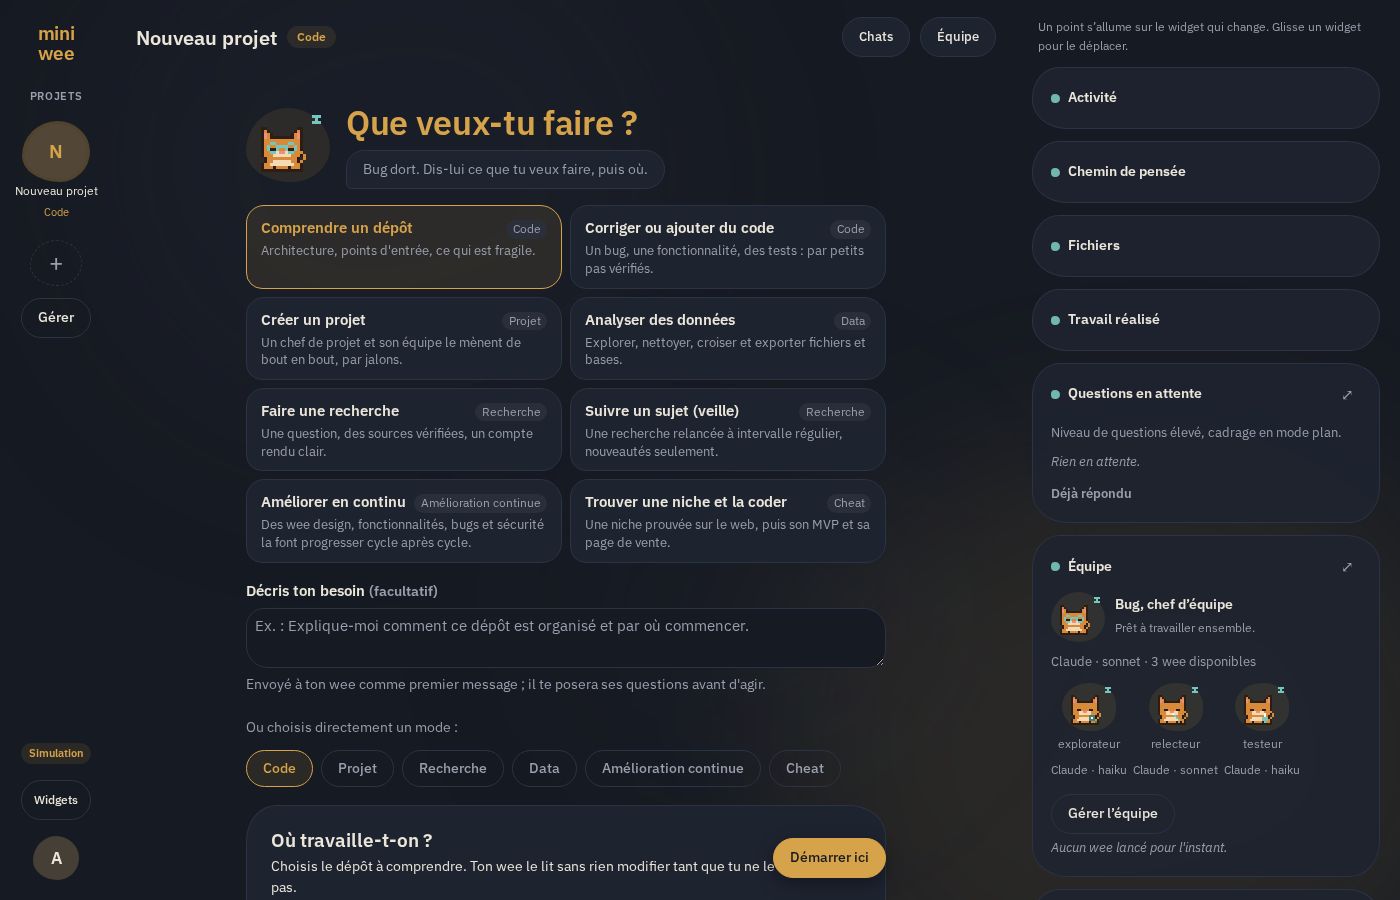 mini
wee
PROJETS
N
Nouveau projet
Code
+
Gérer
Simulation
Widgets
A
Nouveau projet
Code
Chats
Équipe
Que veux-tu faire ?
Bug dort. Dis-lui ce que tu veux faire, puis où.
Comprendre un dépôt
Code
Architecture, points d'entrée, ce qui est fragile.
Corriger ou ajouter du code
Code
Un bug, une fonctionnalité, des tests : par petits
pas vérifiés.
Créer un projet
Projet
Un chef de projet et son équipe le mènent de
bout en bout, par jalons.
Analyser des données
Data
Explorer, nettoyer, croiser et exporter fichiers et
bases.
Faire une recherche
Recherche
Une question, des sources vérifiées, un compte
rendu clair.
Suivre un sujet (veille)
Recherche
Une recherche relancée à intervalle régulier,
nouveautés seulement.
Améliorer en continu
Amélioration continue
Des wee design, fonctionnalités, bugs et sécurité
la font progresser cycle après cycle.
Trouver une niche et la coder
Cheat
Une niche prouvée sur le web, puis son MVP et sa
page de vente.
Décris ton besoin (facultatif)
Ex. : Explique-moi comment ce dépôt est organisé et par où commencer.
Envoyé à ton wee comme premier message ; il te posera ses questions avant d'agir.
Ou choisis directement un mode :
Code
Projet
Recherche
Data
Amélioration continue
Cheat
Où travaille-t-on ?
Choisis le dépôt à comprendre. Ton wee le lit sans rien modifier tant que tu ne le
pas.
Démarrer ici
Un point s’allume sur le widget qui change. Glisse un widget
pour le déplacer.
Activité
Chemin de pensée
Fichiers
Travail réalisé
Questions en attente
Niveau de questions élevé, cadrage en mode plan.
Rien en attente.
Déjà répondu
Équipe
Bug, chef d’équipe
Prêt à travailler ensemble.
Claude · sonnet · 3 wee disponibles
explorateur
relecteur
testeur
Claude · haiku
Claude · sonnet
Claude · haiku
Gérer l’équipe
Aucun wee lancé pour l'instant.